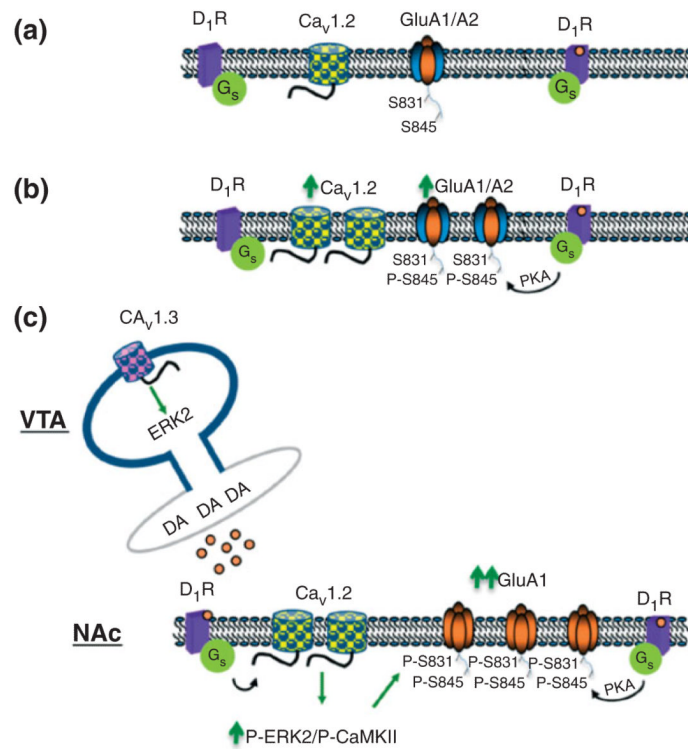 (a)
D₁R
Caᵥ1.2
GluA1/A2
D₁R
Gₛ
Gₛ
S831
S845
(b)
D₁R
Caᵥ1.2
GluA1/A2
D₁R
Gₛ
Gₛ
S831
S831
P-S845
P-S845
PKA
(c)
CAᵥ1.3
VTA
ERK2
DA DA DA
GluA1
D₁R
Caᵥ1.2
D₁R
NAc
Gₛ
Gₛ
P-S831 P-S831 P-S831
P-S845 P-S845 P-S845
PKA
P-ERK2/P-CaMKII